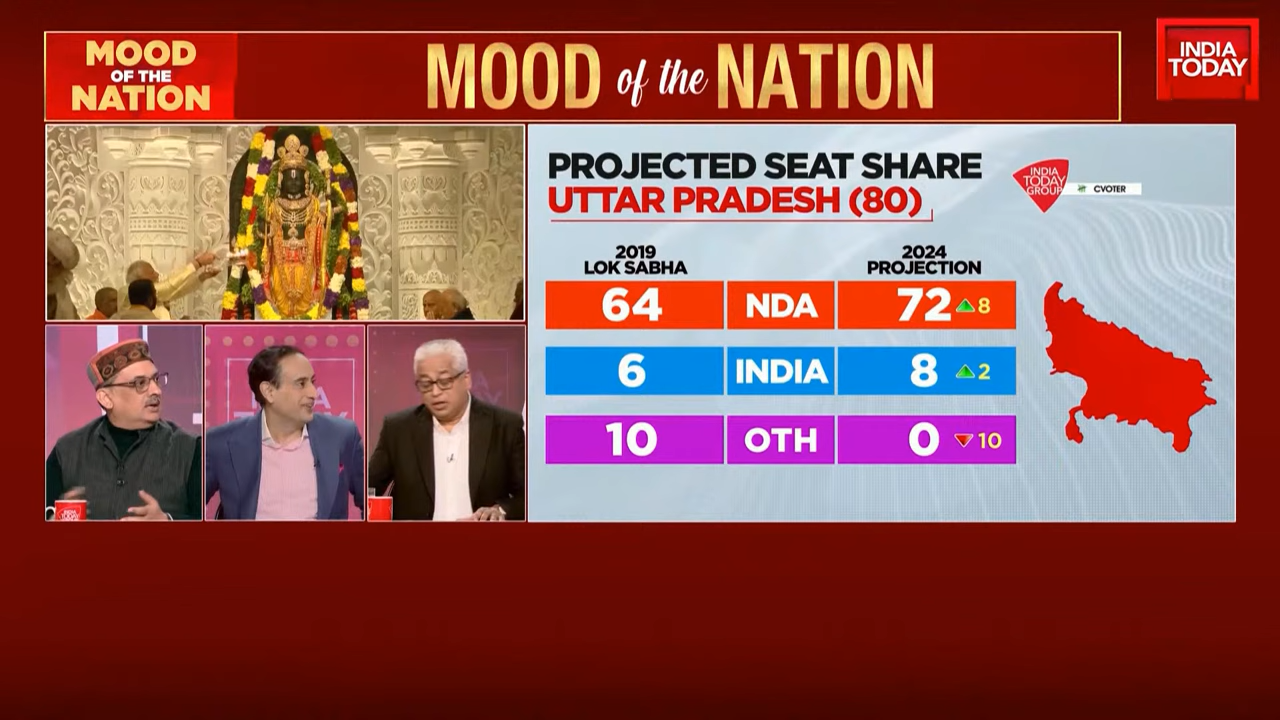 MOOD
OF THE
NATION
MOOD of the NATION
INDIA
TODAY
PROJECTED SEAT SHARE
UTTAR PRADESH (80)
INDIA
TODAY
GROUP
CVOTER
2019
LOK SABHA
2024
PROJECTION
64 NDA 72 8
6 INDIA 8 2
10 OTH 0 10